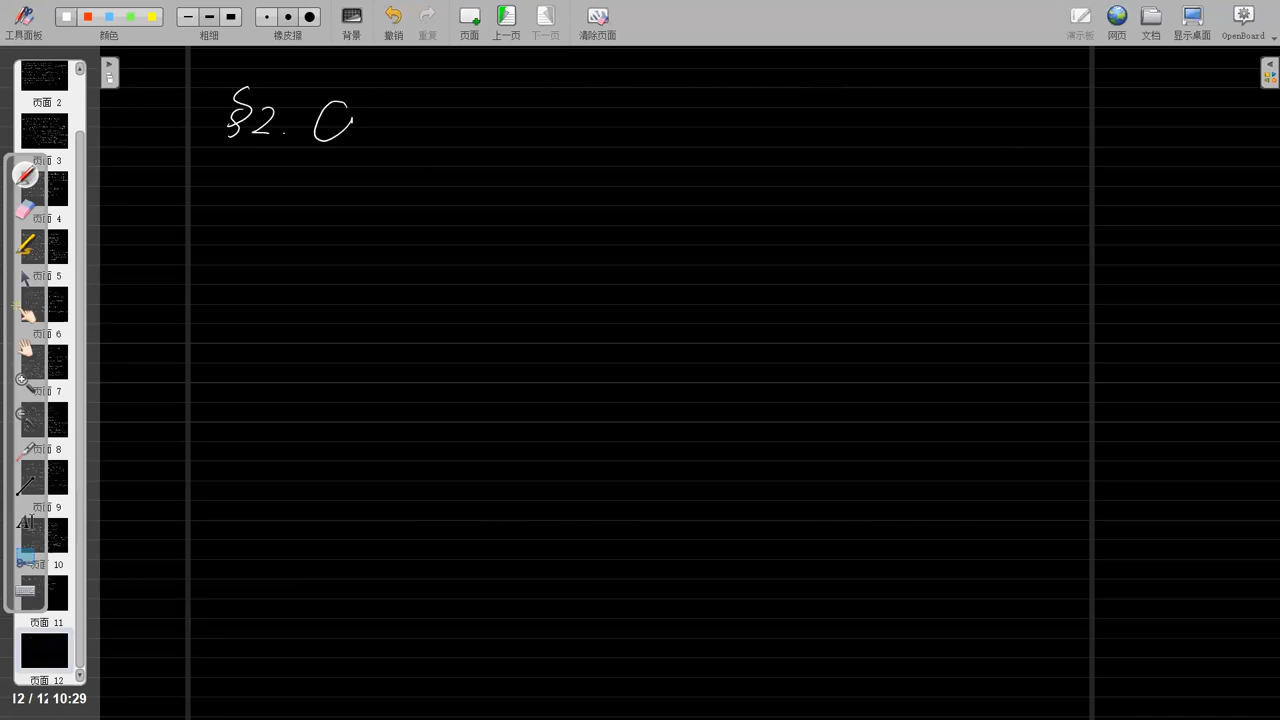 工具面板 颜色 粗细 橡皮擦 背景 撤销 重复 页面 上一页 下一页 清除页面 演示板 网页 文档 显示桌面 OpenBoard
§2. O
页面 2
页面 3
页面 4
页面 5
页面 6
页面 7
页面 8
页面 9
页面 10
页面 11
页面 12
10:29